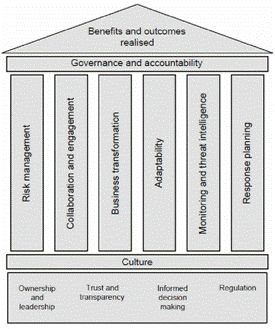 Benefits and outcomes
realised
Governance and accountability
Risk management
Collaboration and engagement
Business transformation
Adaptability
Monitoring and threat intelligence
Response planning
Culture
Ownership
and
leadership
Trust and
transparency
Informed
decision
making
Regulation